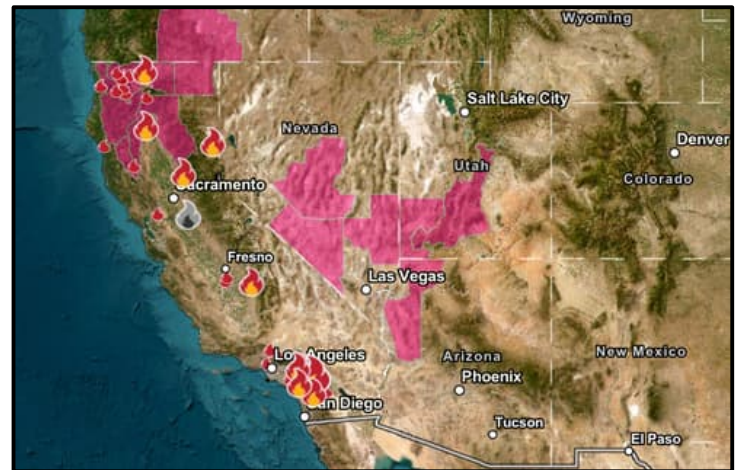 Wyoming
Salt Lake City
Nevada
Denver
Utah
Colorado
Sacramento
Fresno
Las Vegas
Los Angeles
Arizona
New Mexico
Phoenix
San Diego
Tucson
El Paso